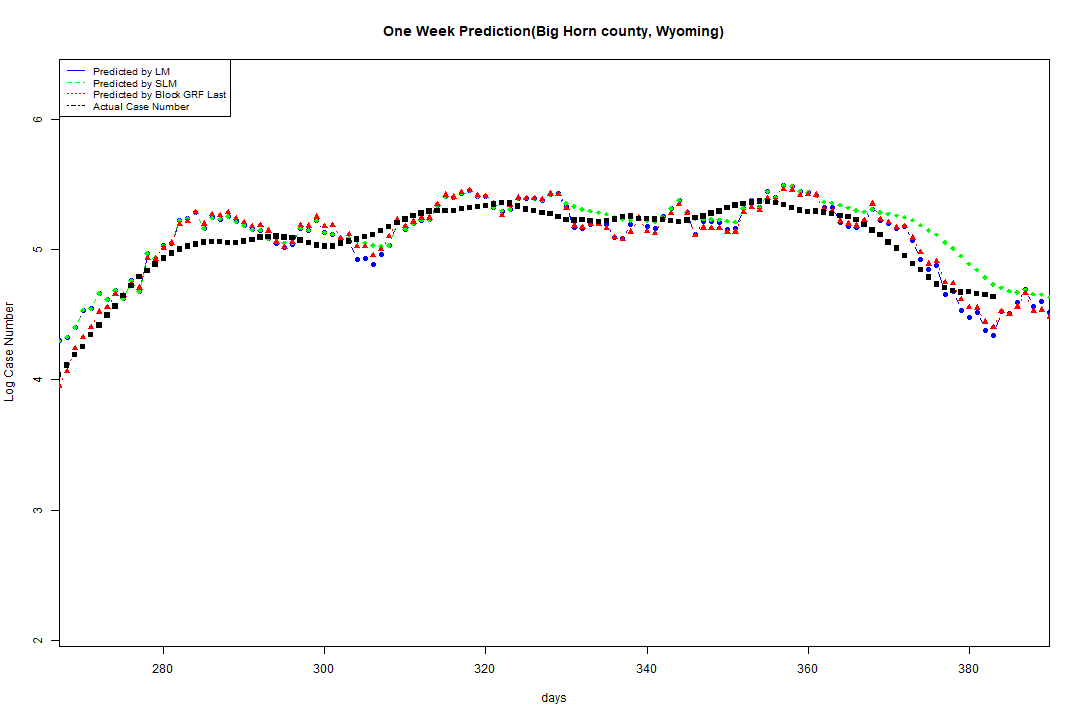 One Week Prediction(Big Horn county, Wyoming)
Predicted by LM
Predicted by SLM
Predicted by Block GRF Last
Actual Case Number
6
5
4
3
2
Log Case Number
280 300 320 340 360 380
days